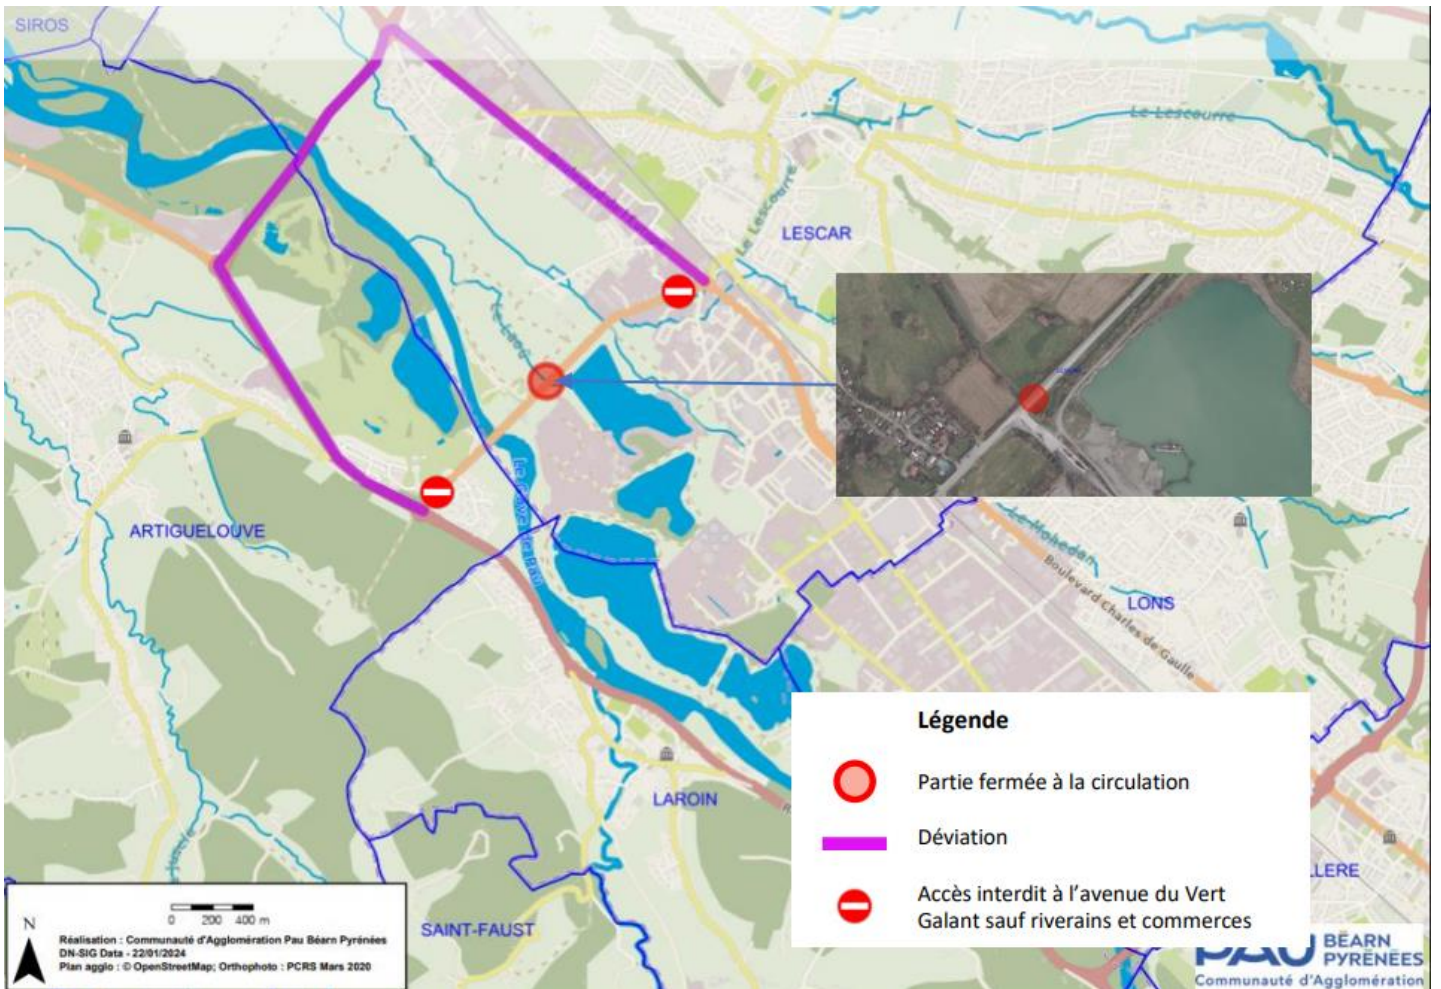 SIROS
Le Lescourre
Le Lescourre
LESCAR
Le Laoü
Le Gave de Pau
ARTIGUELOUVE
Le Mohedan
Boulevard Charles de Gaulle
LONS
LAROIN
SAINT-FAUST
LLERE
Légende
Partie fermée à la circulation
Déviation
Accès interdit à l'avenue du Vert
Galant sauf riverains et commerces
N
0 200 400 m
Réalisation : Communauté d'Agglomération Pau Béarn Pyrénées
DN-SIG Data - 22/01/2024
Plan agglo : © OpenStreetMap; Orthophoto : PCRS Mars 2020
PAU BÉARN
PYRÉNÉES
Communauté d'Agglomération